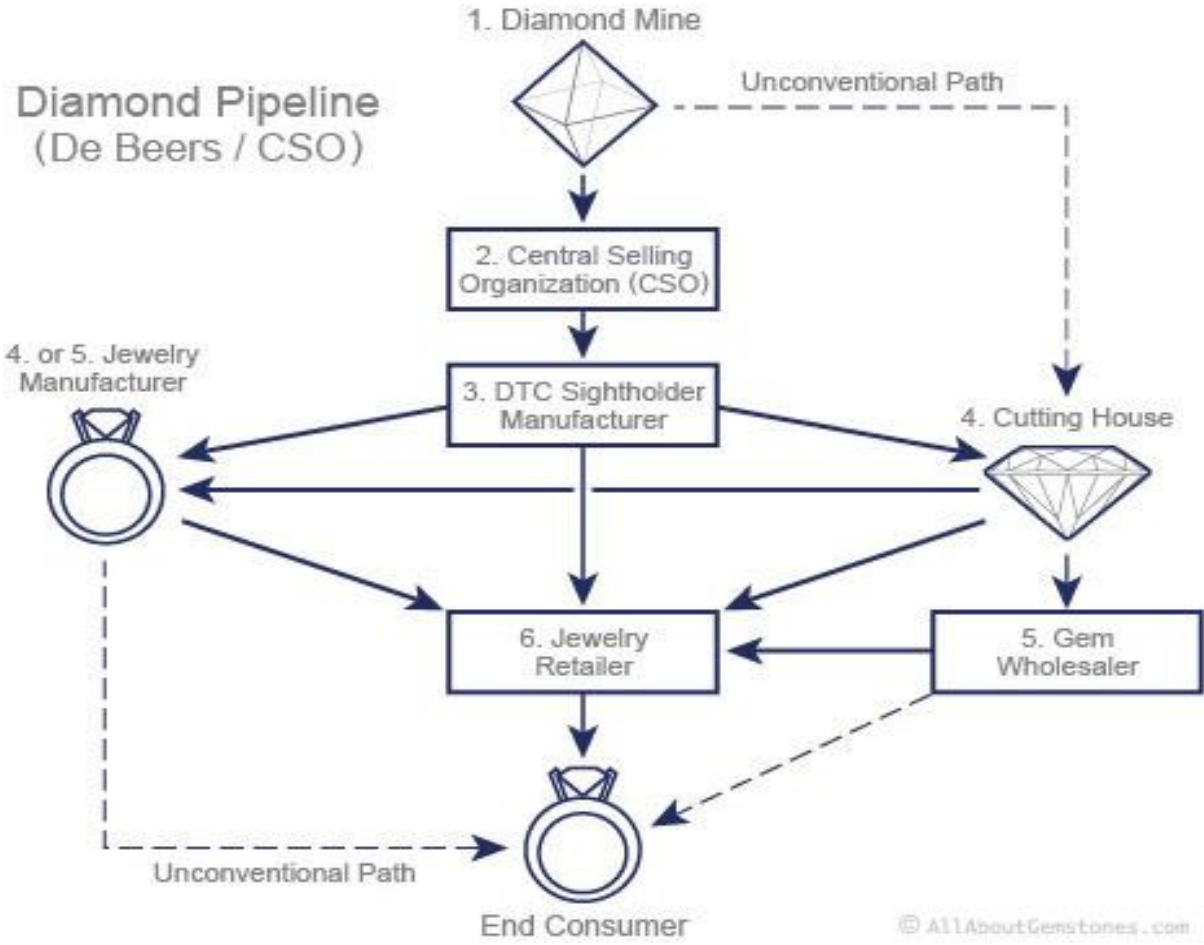 1. Diamond Mine
Unconventional Path
Diamond Pipeline
(De Beers / CSO)
2. Central Selling
Organization (CSO)
4. or 5. Jewelry
Manufacturer
3. DTC Sightholder
Manufacturer
4. Cutting House
6. Jewelry
Retailer
5. Gem
Wholesaler
Unconventional Path
End Consumer
© AllAboutGemstones.com